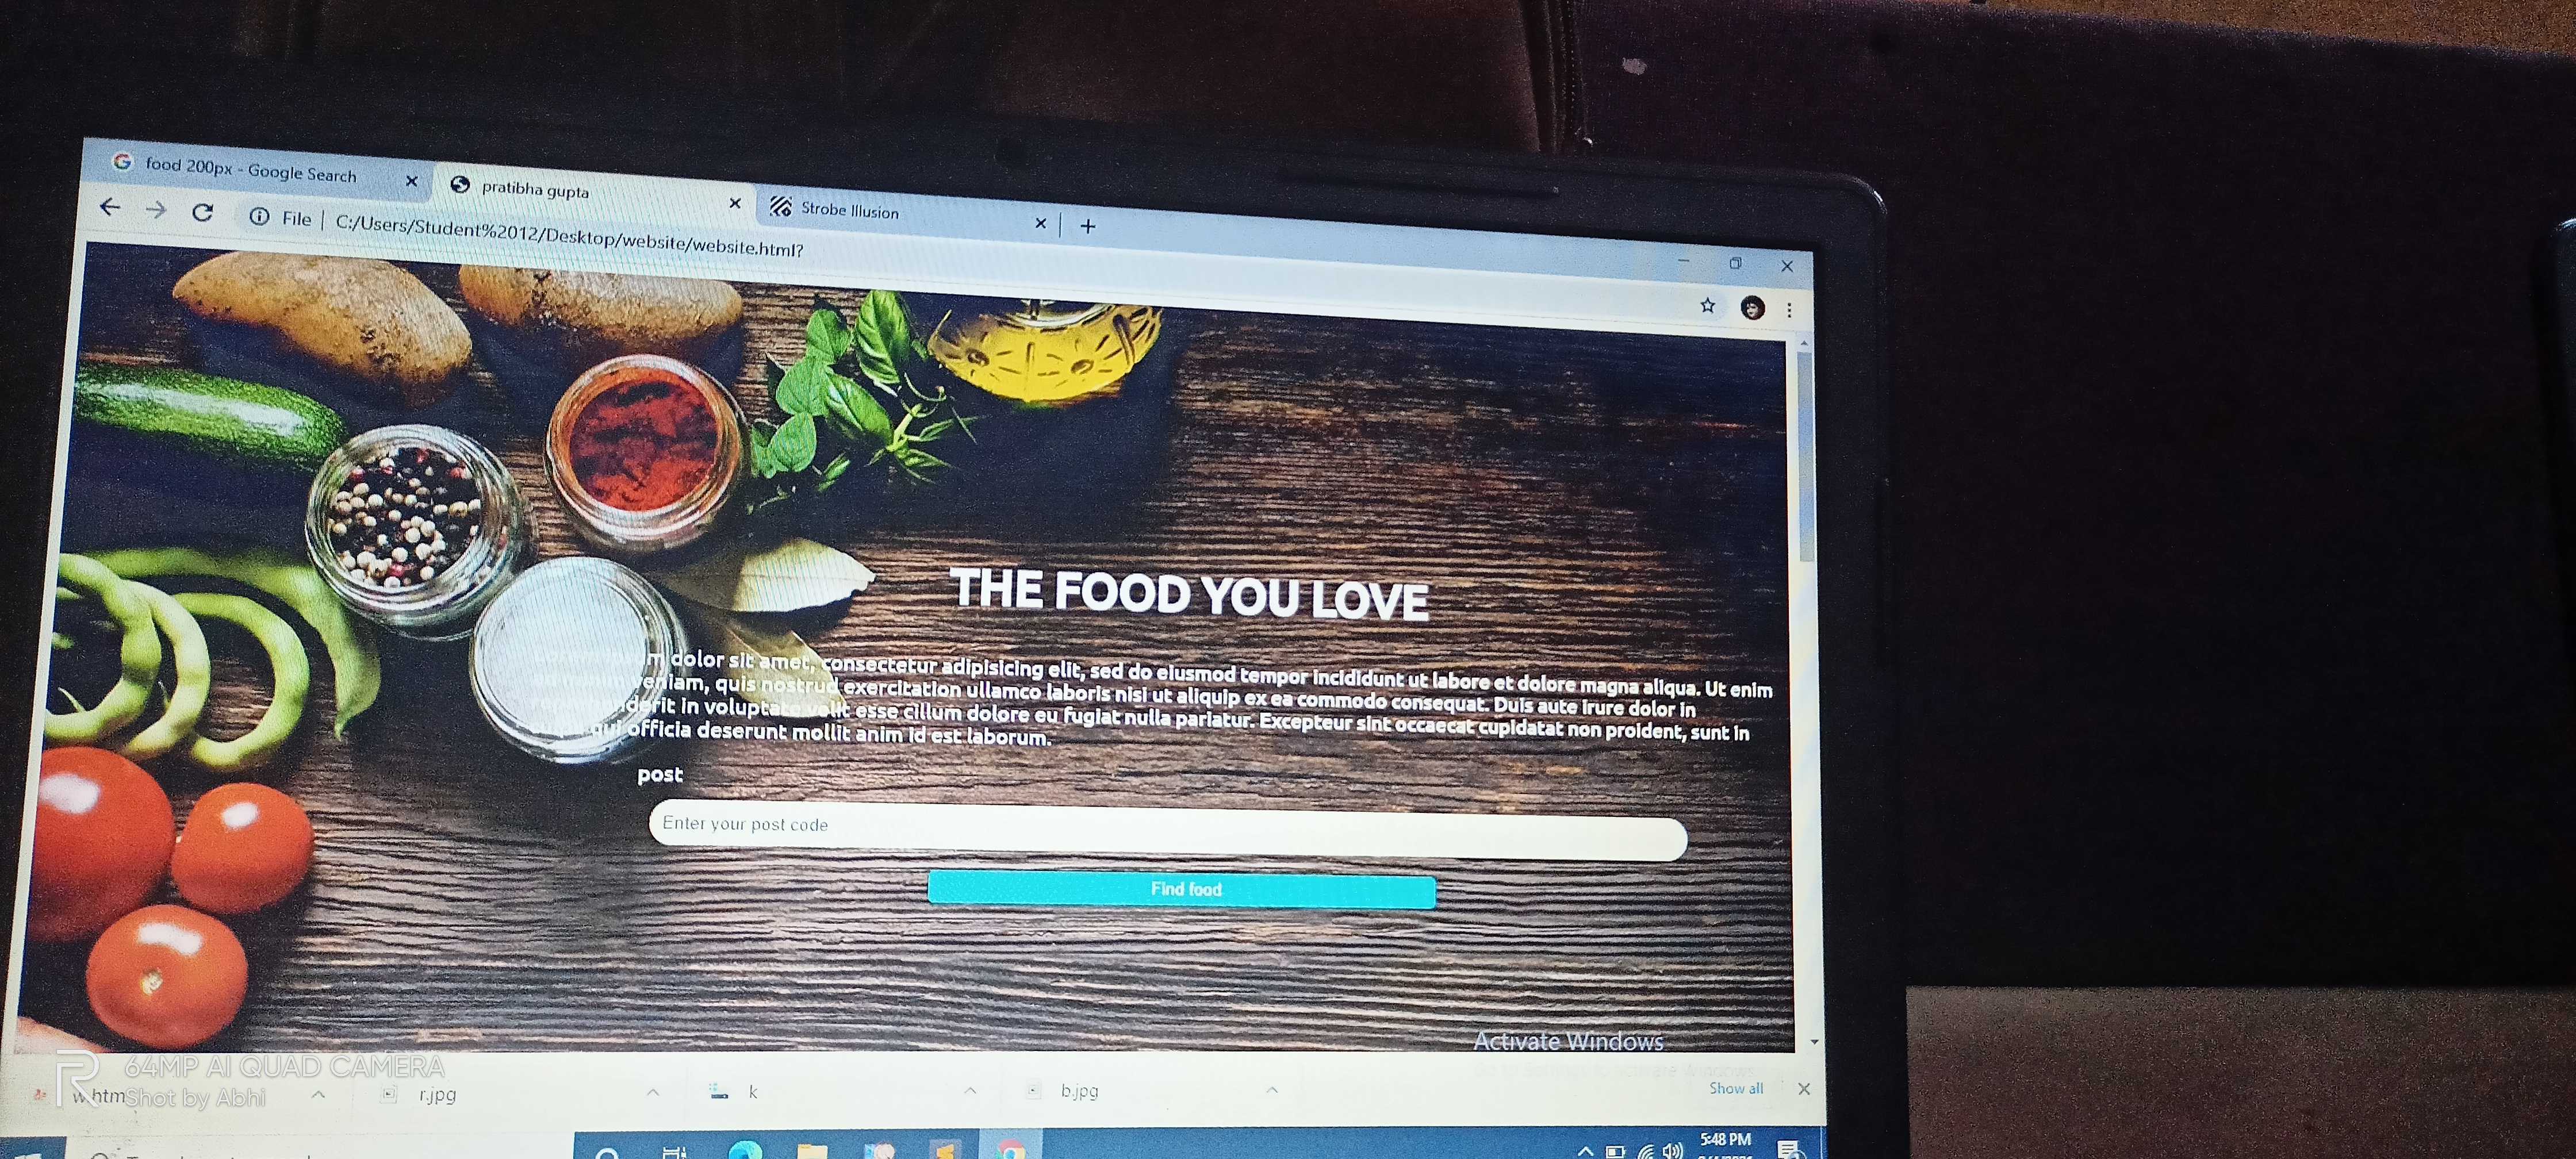 food 200px - Google Search
pratibha gupta
Strobe Illusion
File | C:/Users/Student%2012/Desktop/website/website.html?
THE FOOD YOU LOVE
dolor sit amet, consectetur adipisicing elit, sed do eiusmod tempor incididunt ut labore et dolore magna aliqua. Ut enim
veniam, quis nostrud exercitation ullamco laboris nisi ut aliquip ex ea commodo consequat. Duis aute irure dolor in
in voluptate velit esse cillum dolore eu fugiat nulla pariatur. Excepteur sint occaecat cupidatat non proident, sunt in
qui officia deserunt mollit anim id est laborum.
post
Enter your post code
Find food
Activate Windows
w.htm
r.jpg
k
b.jpg
Show all
5:48 PM
R
64MP AI QUAD CAMERA
Shot by Abhi